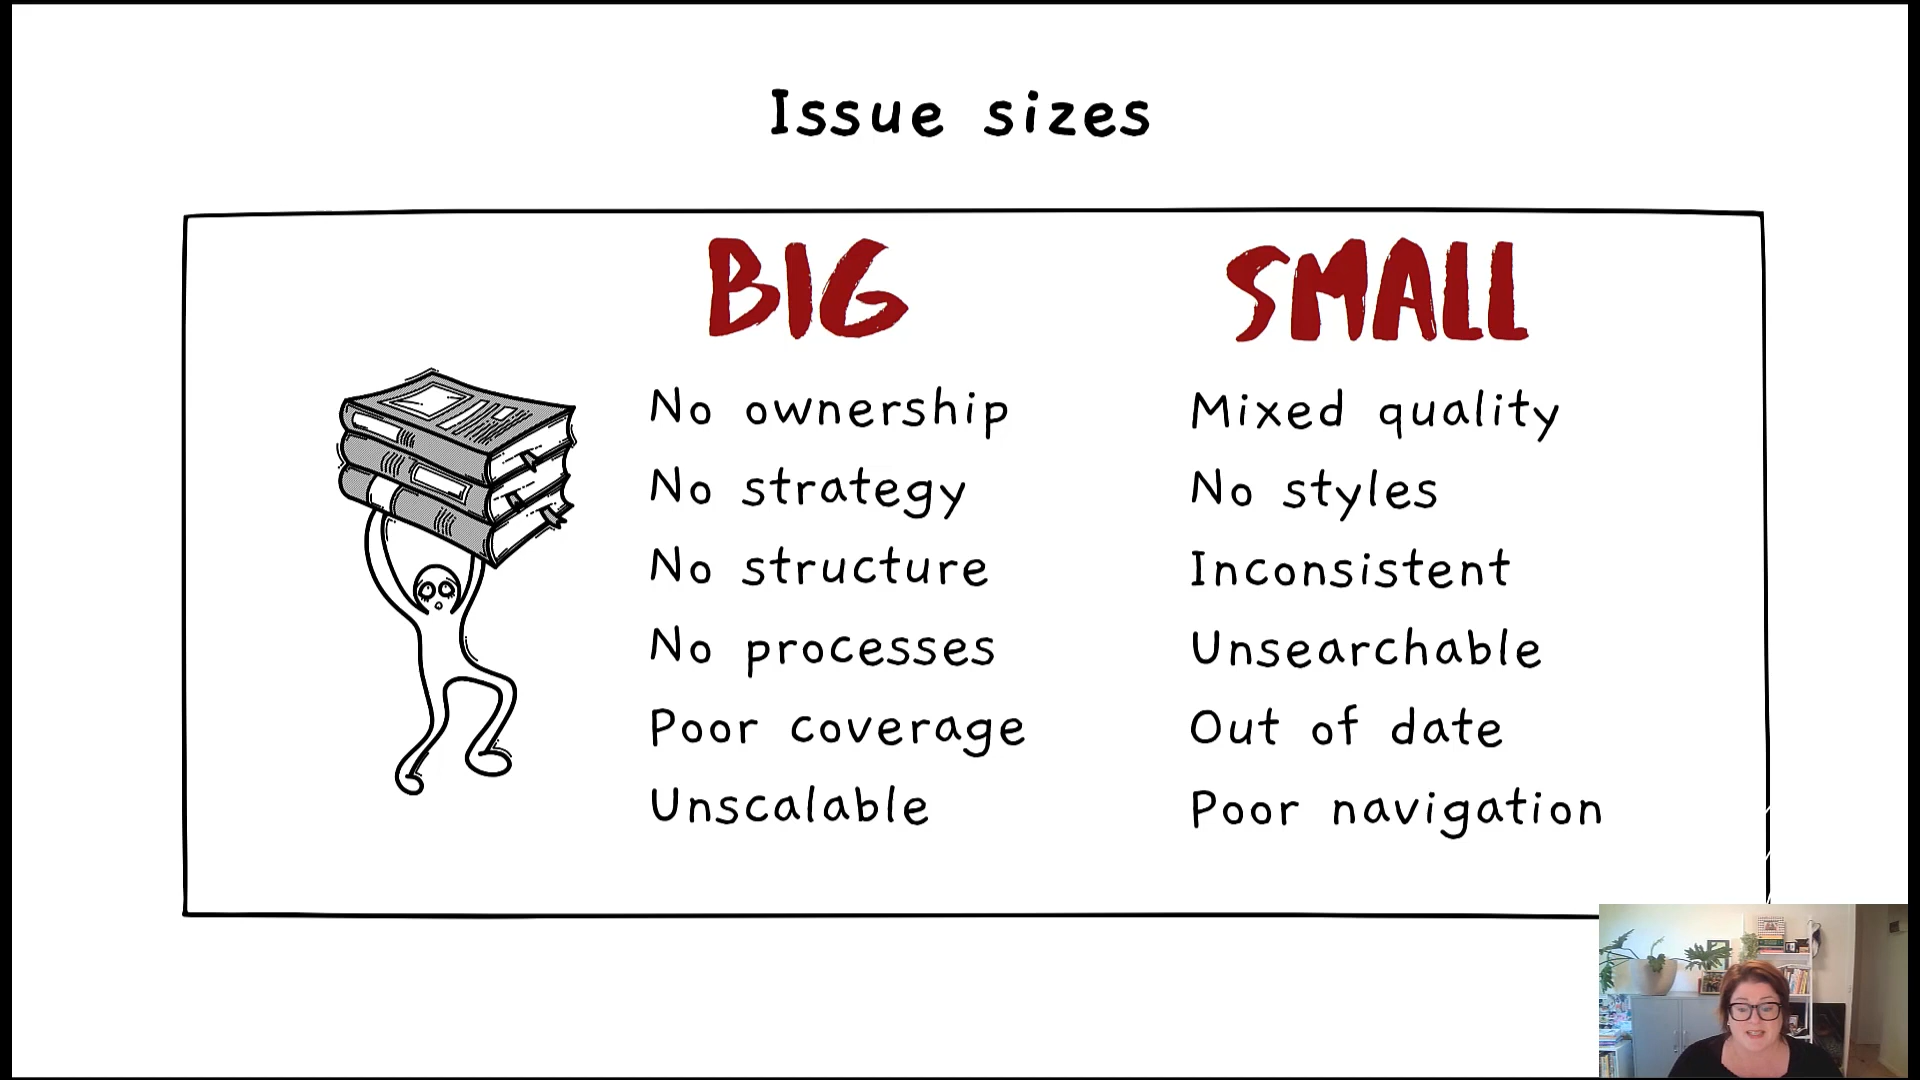 Issue sizes
BIG
No ownership
No strategy
No structure
No processes
Poor coverage
Unscalable
SMALL
Mixed quality
No styles
Inconsistent
Unsearchable
Out of date
Poor navigation